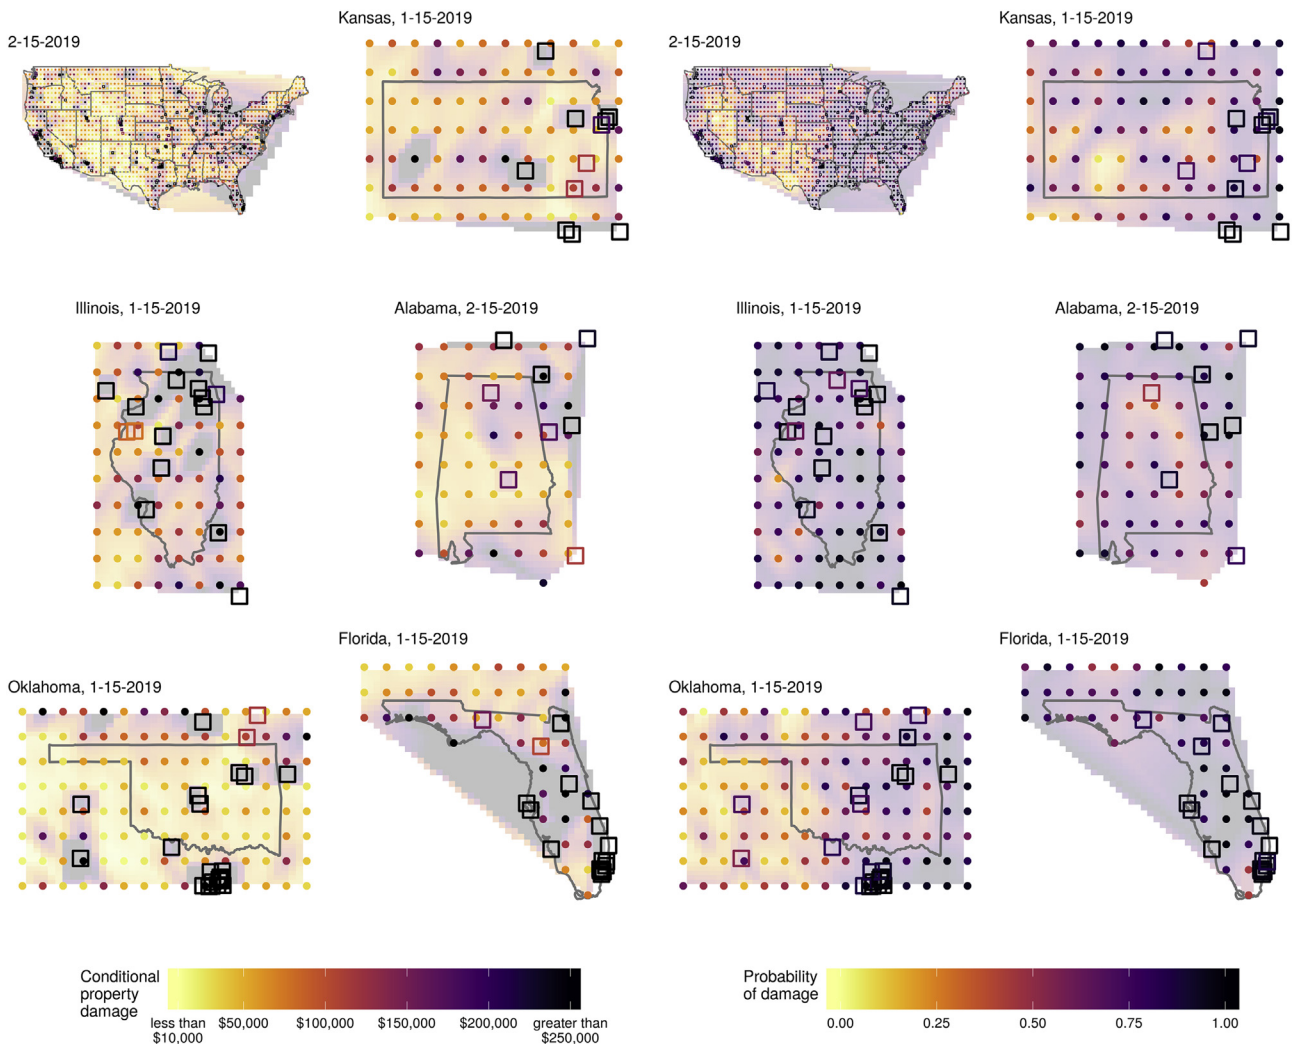 Kansas, 1-15-2019
Kansas, 1-15-2019
2-15-2019
2-15-2019
Illinois, 1-15-2019
Alabama, 2-15-2019
Illinois, 1-15-2019
Alabama, 2-15-2019
Florida, 1-15-2019
Florida, 1-15-2019
Oklahoma, 1-15-2019
Oklahoma, 1-15-2019
Conditional
property
damage
less than
$10,000
$50,000
$100,000
$150,000
$200,000
greater than
$250,000
Probability
of damage
0.00
0.25
0.50
0.75
1.00